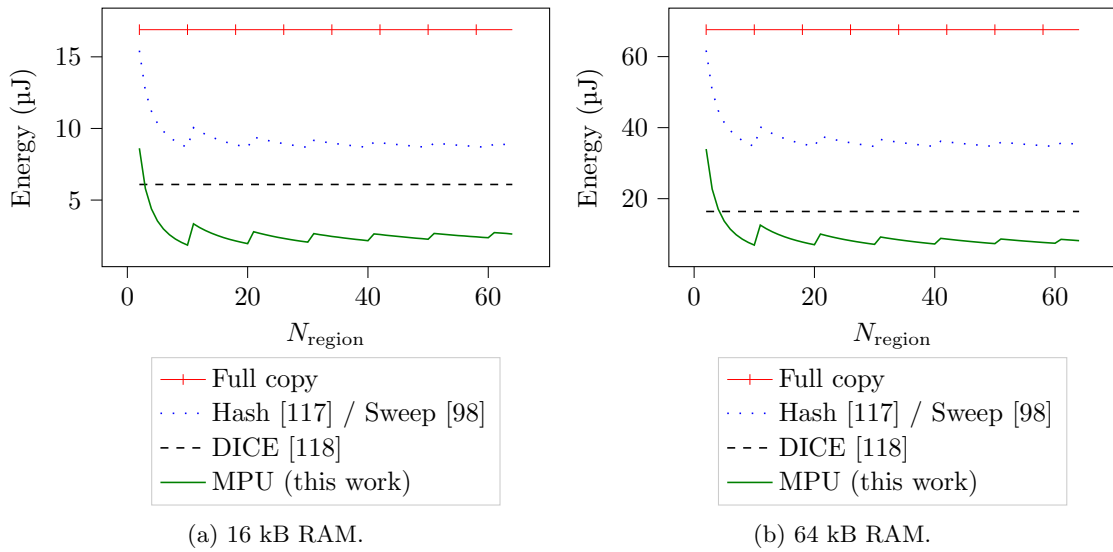 15
10
5
Energy (µJ)
0
20
40
60
N_region
Full copy
Hash [117] / Sweep [98]
DICE [118]
MPU (this work)
(a) 16 kB RAM.
60
40
20
Energy (µJ)
0
20
40
60
N_region
Full copy
Hash [117] / Sweep [98]
DICE [118]
MPU (this work)
(b) 64 kB RAM.